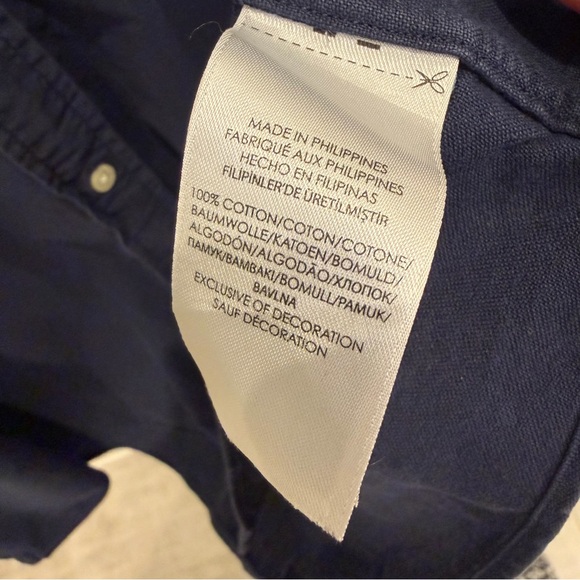 MADE IN PHILIPPINES
FABRIQUÉ AUX PHILIPPINES
HECHO EN FILIPINAS
FILIPINLER'DE ÜRETILMIŞTIR
100% COTTON/COTON/COTONE/
BAUMWOLLE/KATOEN/BOMULD/
ALGODÓN/ALGODÃO/ХЛОПОК/
ПАМУК/BAMBAKI/BOMULL/PAMUK/
BAVLNA
EXCLUSIVE OF DECORATION
SAUF DÉCORATION